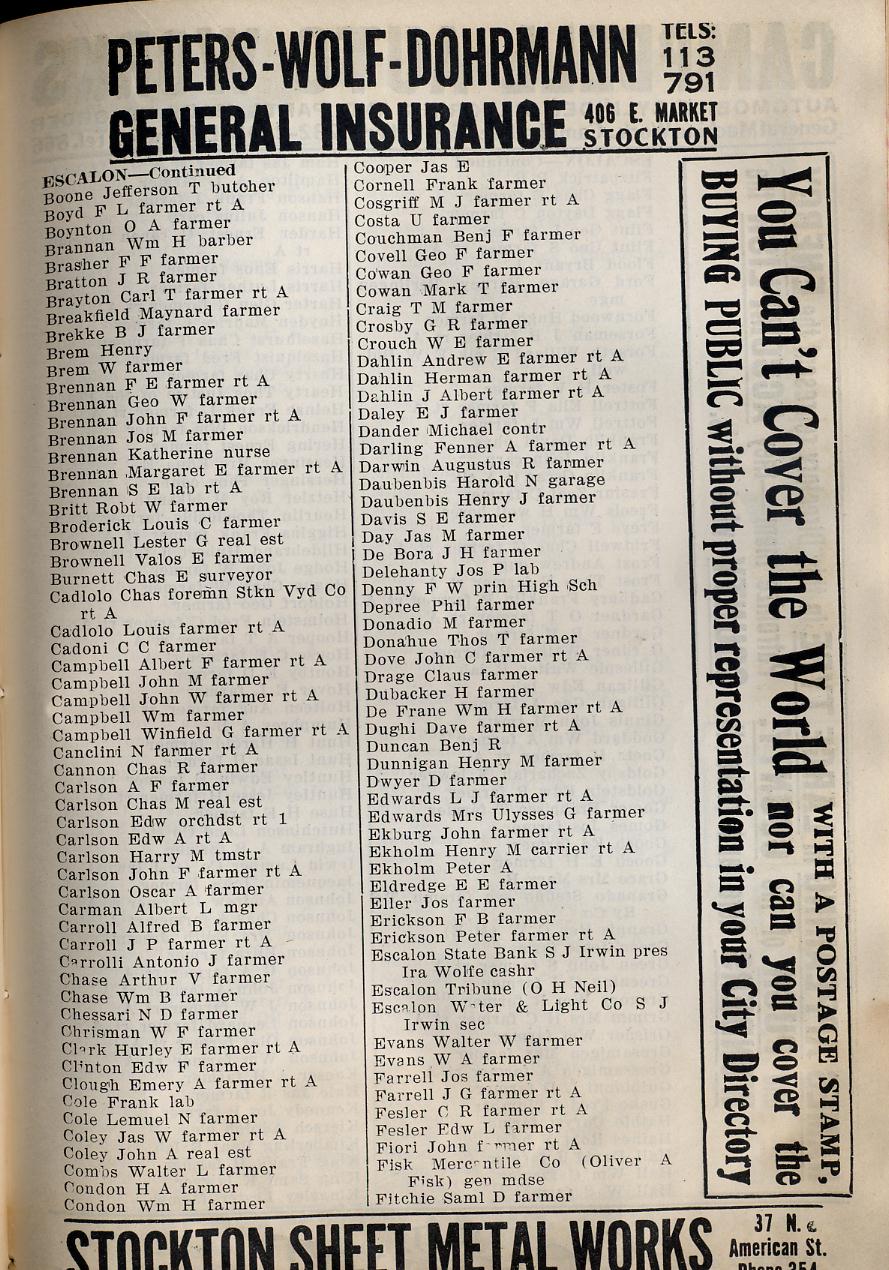 PETERS-WOLF-DOHRMANN
GENERAL INSURANCE
TELS:
113
791
406 E. MARKET
STOCKTON
ESCALON—Continued
Boone Jefferson T butcher
Boyd F L farmer rt A
Boynton O A farmer
Brannan Wm H barber
Brasher F F farmer
Bratton J R farmer
Brayton Carl T farmer rt A
Breakfield Maynard farmer
Brekke B J farmer
Brem Henry
Brem W farmer
Brennan F E farmer rt A
Brennan Geo W farmer
Brennan John F farmer rt A
Brennan Jos M farmer
Brennan Katherine nurse
Brennan Margaret E farmer rt A
Brennan S E lab rt A
Britt Robt W farmer
Broderick Louis C farmer
Brownell Lester G real est
Brownell Valos E farmer
Burnett Chas E surveyor
Cadlolo Chas foremn Stkn Vyd Co
rt A
Cadlolo Louis farmer rt A
Cadoni C C farmer
Campbell Albert F farmer rt A
Campbell John M farmer
Campbell John W farmer rt A
Campbell Wm farmer
Campbell Winfield G farmer rt A
Canclini N farmer rt A
Cannon Chas R farmer
Carlson A F farmer
Carlson Chas M real est
Carlson Edw orchdst rt 1
Carlson Edw A rt A
Carlson Harry M tmstr
Carlson John F farmer rt A
Carlson Oscar A farmer
Carman Albert L mgr
Carroll Alfred B farmer
Carroll J P farmer rt A
Carrolli Antonio J farmer
Chase Arthur V farmer
Chase Wm B farmer
Chessari N D farmer
Chrisman W F farmer
Clark Hurley E farmer rt A
Clinton Edw F farmer
Clough Emery A farmer rt A
Cole Frank lab
Cole Lemuel N farmer
Coley Jas W farmer rt A
Coley John A real est
Combs Walter L farmer
Condon H A farmer
Condon Wm H farmer
Cooper Jas E
Cornell Frank farmer
Cosgriff M J farmer rt A
Costa U farmer
Couchman Benj F farmer
Covell Geo F farmer
Cowan Geo F farmer
Cowan Mark T farmer
Craig T M farmer
Crosby G R farmer
Crouch W E farmer
Dahlin Andrew E farmer rt A
Dahlin Herman farmer rt A
Dahlin J Albert farmer rt A
Daley E J farmer
Dander Michael contr
Darling Fenner A farmer rt A
Darwin Augustus R farmer
Daubenbis Harold N garage
Daubenbis Henry J farmer
Davis S E farmer
Day Jas M farmer
De Bora J H farmer
Delehanty Jos P lab
Denny F W prin High Sch
Depree Phil farmer
Donadio M farmer
Donahue Thos T farmer
Dove John C farmer rt A
Drage Claus farmer
Dubacker H farmer
De Frane Wm H farmer rt A
Dughi Dave farmer rt A
Duncan Benj R
Dunnigan Henry M farmer
Dwyer D farmer
Edwards L J farmer rt A
Edwards Mrs Ulysses G farmer
Ekburg John farmer rt A
Ekholm Henry M carrier rt A
Ekholm Peter A
Eldredge E E farmer
Eller Jos farmer
Erickson F B farmer
Erickson Peter farmer rt A
Escalon State Bank S J Irwin pres
Ira Wolfe cashr
Escalon Tribune (O H Neil)
Escalon Water & Light Co S J
Irwin sec
Evans Walter W farmer
Evans W A farmer
Farrell Jos farmer
Farrell J G farmer rt A
Fesler C R farmer rt A
Fesler Edw L farmer
Fiori John farmer rt A
Fisk Mercantile Co (Oliver A
Fisk) gen mdse
Fitchie Saml D farmer
You Can't Cover the World WITH A POSTAGE STAMP,
nor can you cover the
BUYING PUBLIC without proper representation in your City Directory
STOCKTON SHEET METAL WORKS
37 N.
American St.
Phone 354